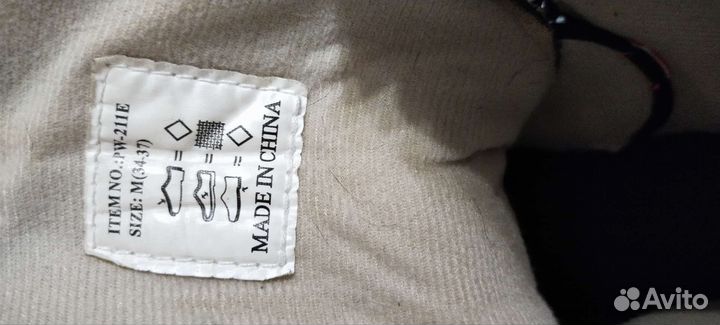 ITEM NO.:PW-211E
SIZE: M(34-37)
MADE IN CHINA
Avito